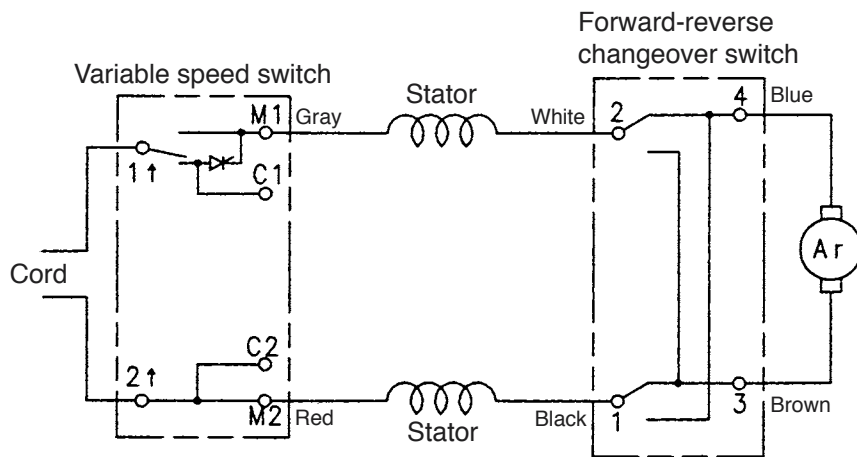 Forward-reverse
changeover switch
Variable speed switch
Stator
M1
Gray
White
2
4
Blue
1↑
C1
Ar
Cord
C2
2↑
M2
Red
Stator
Black
1
3
Brown